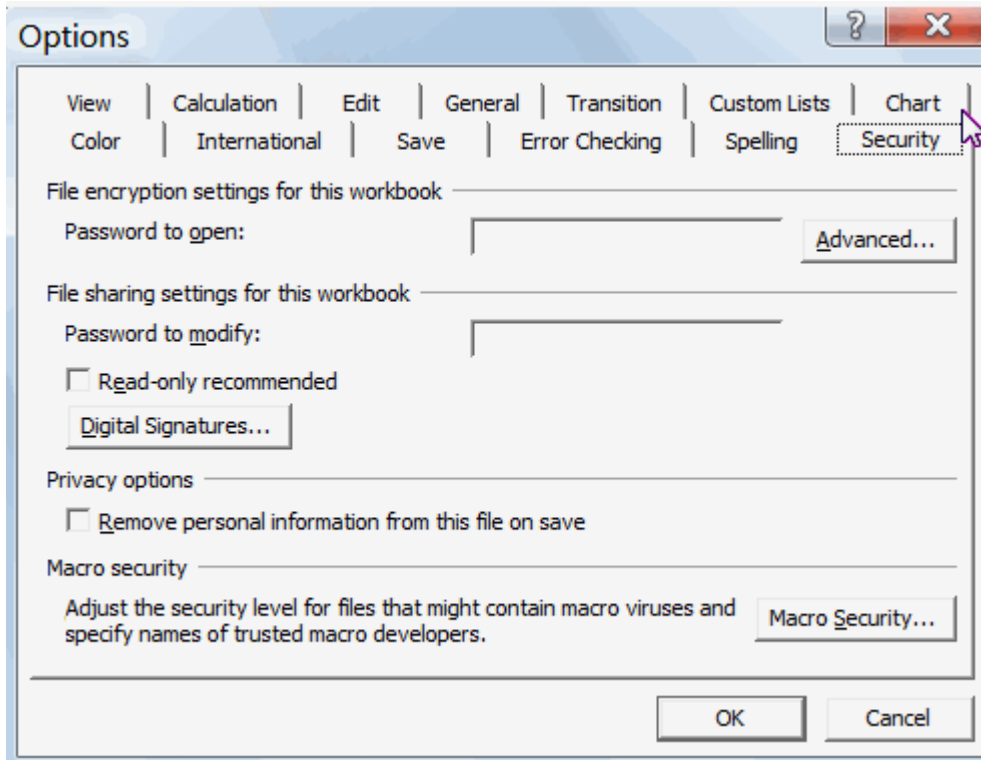 Options
View Calculation Edit General Transition Custom Lists Chart
Color International Save Error Checking Spelling Security
File encryption settings for this workbook
Password to open:
Advanced...
File sharing settings for this workbook
Password to modify:
Read-only recommended
Digital Signatures...
Privacy options
Remove personal information from this file on save
Macro security
Adjust the security level for files that might contain macro viruses and
specify names of trusted macro developers.
Macro Security...
OK Cancel